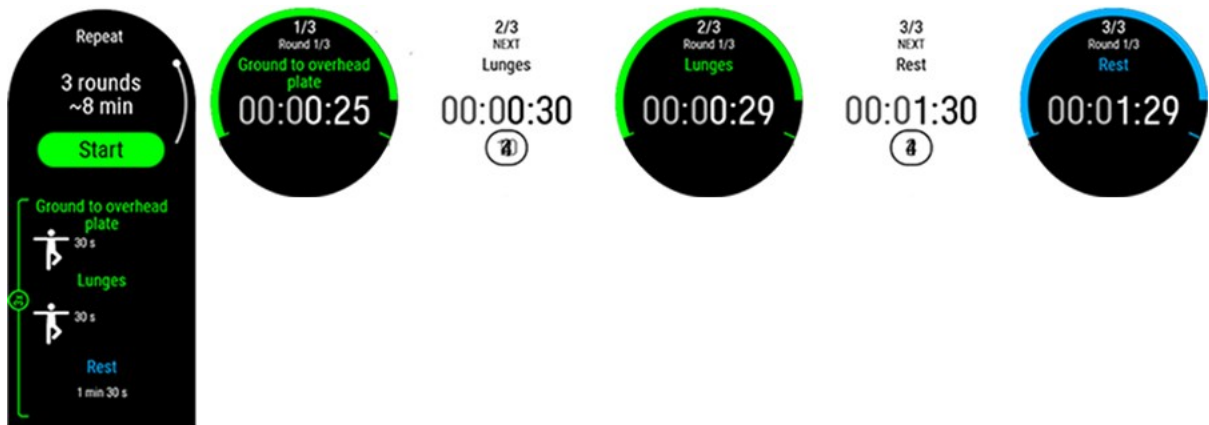 Repeat
3 rounds
~8 min
Start
Ground to overhead
plate
30 s
Lunges
3x
30 s
Rest
1 min 30 s
1/3
Round 1/3
Ground to overhead
plate
00:00:25
2/3
NEXT
Lunges
00:00:30
2/3
Round 1/3
Lunges
00:00:29
3/3
NEXT
Rest
00:01:30
3/3
Round 1/3
Rest
00:01:29